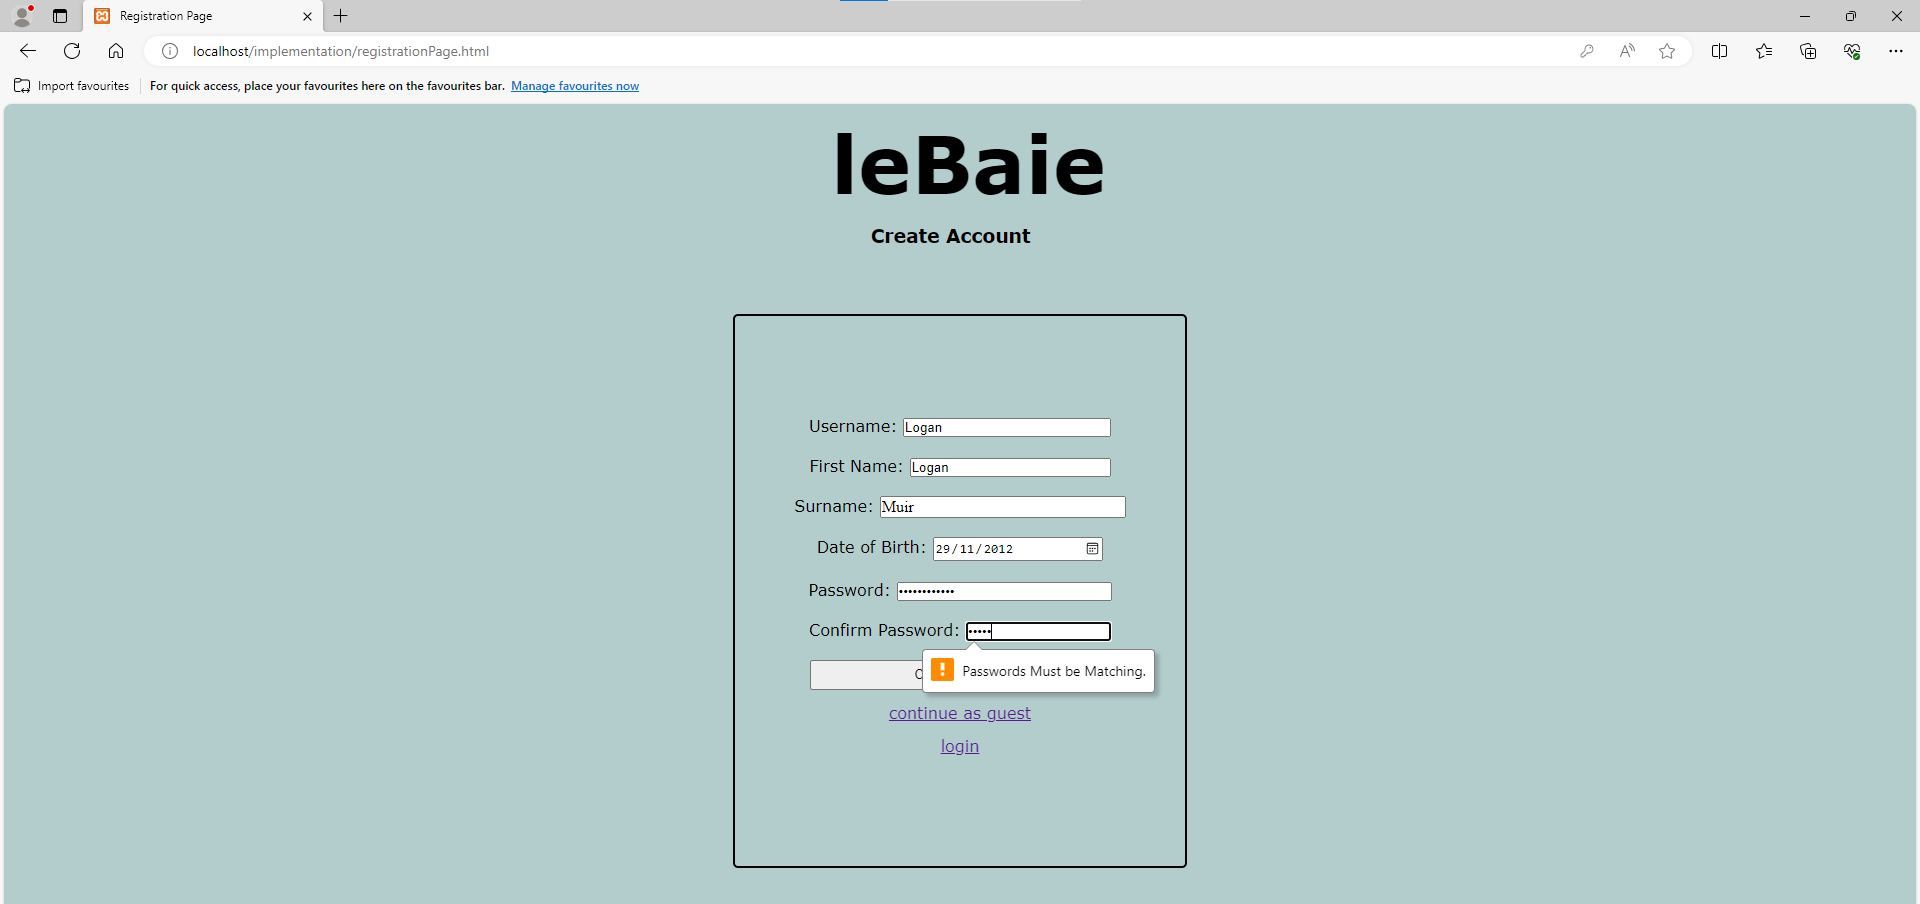 Registration Page
localhost/implementation/registrationPage.html
Import favourites For quick access, place your favourites here on the favourites bar. Manage favourites now
leBaie
Create Account
Username: Logan
First Name: Logan
Surname: Muir
Date of Birth: 29/11/2012
Password: ••••••••••••
Confirm Password: •••••
Passwords Must be Matching.
continue as guest
login